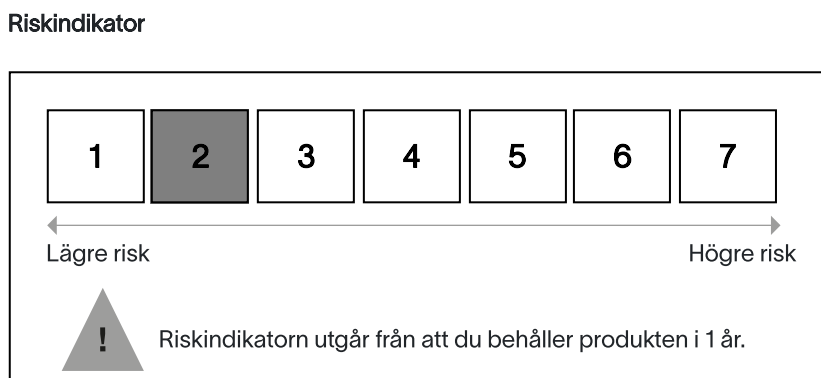 Riskindikator
1 2 3 4 5 6 7
Lägre risk Högre risk
! Riskindikatorn utgår från att du behåller produkten i 1 år.